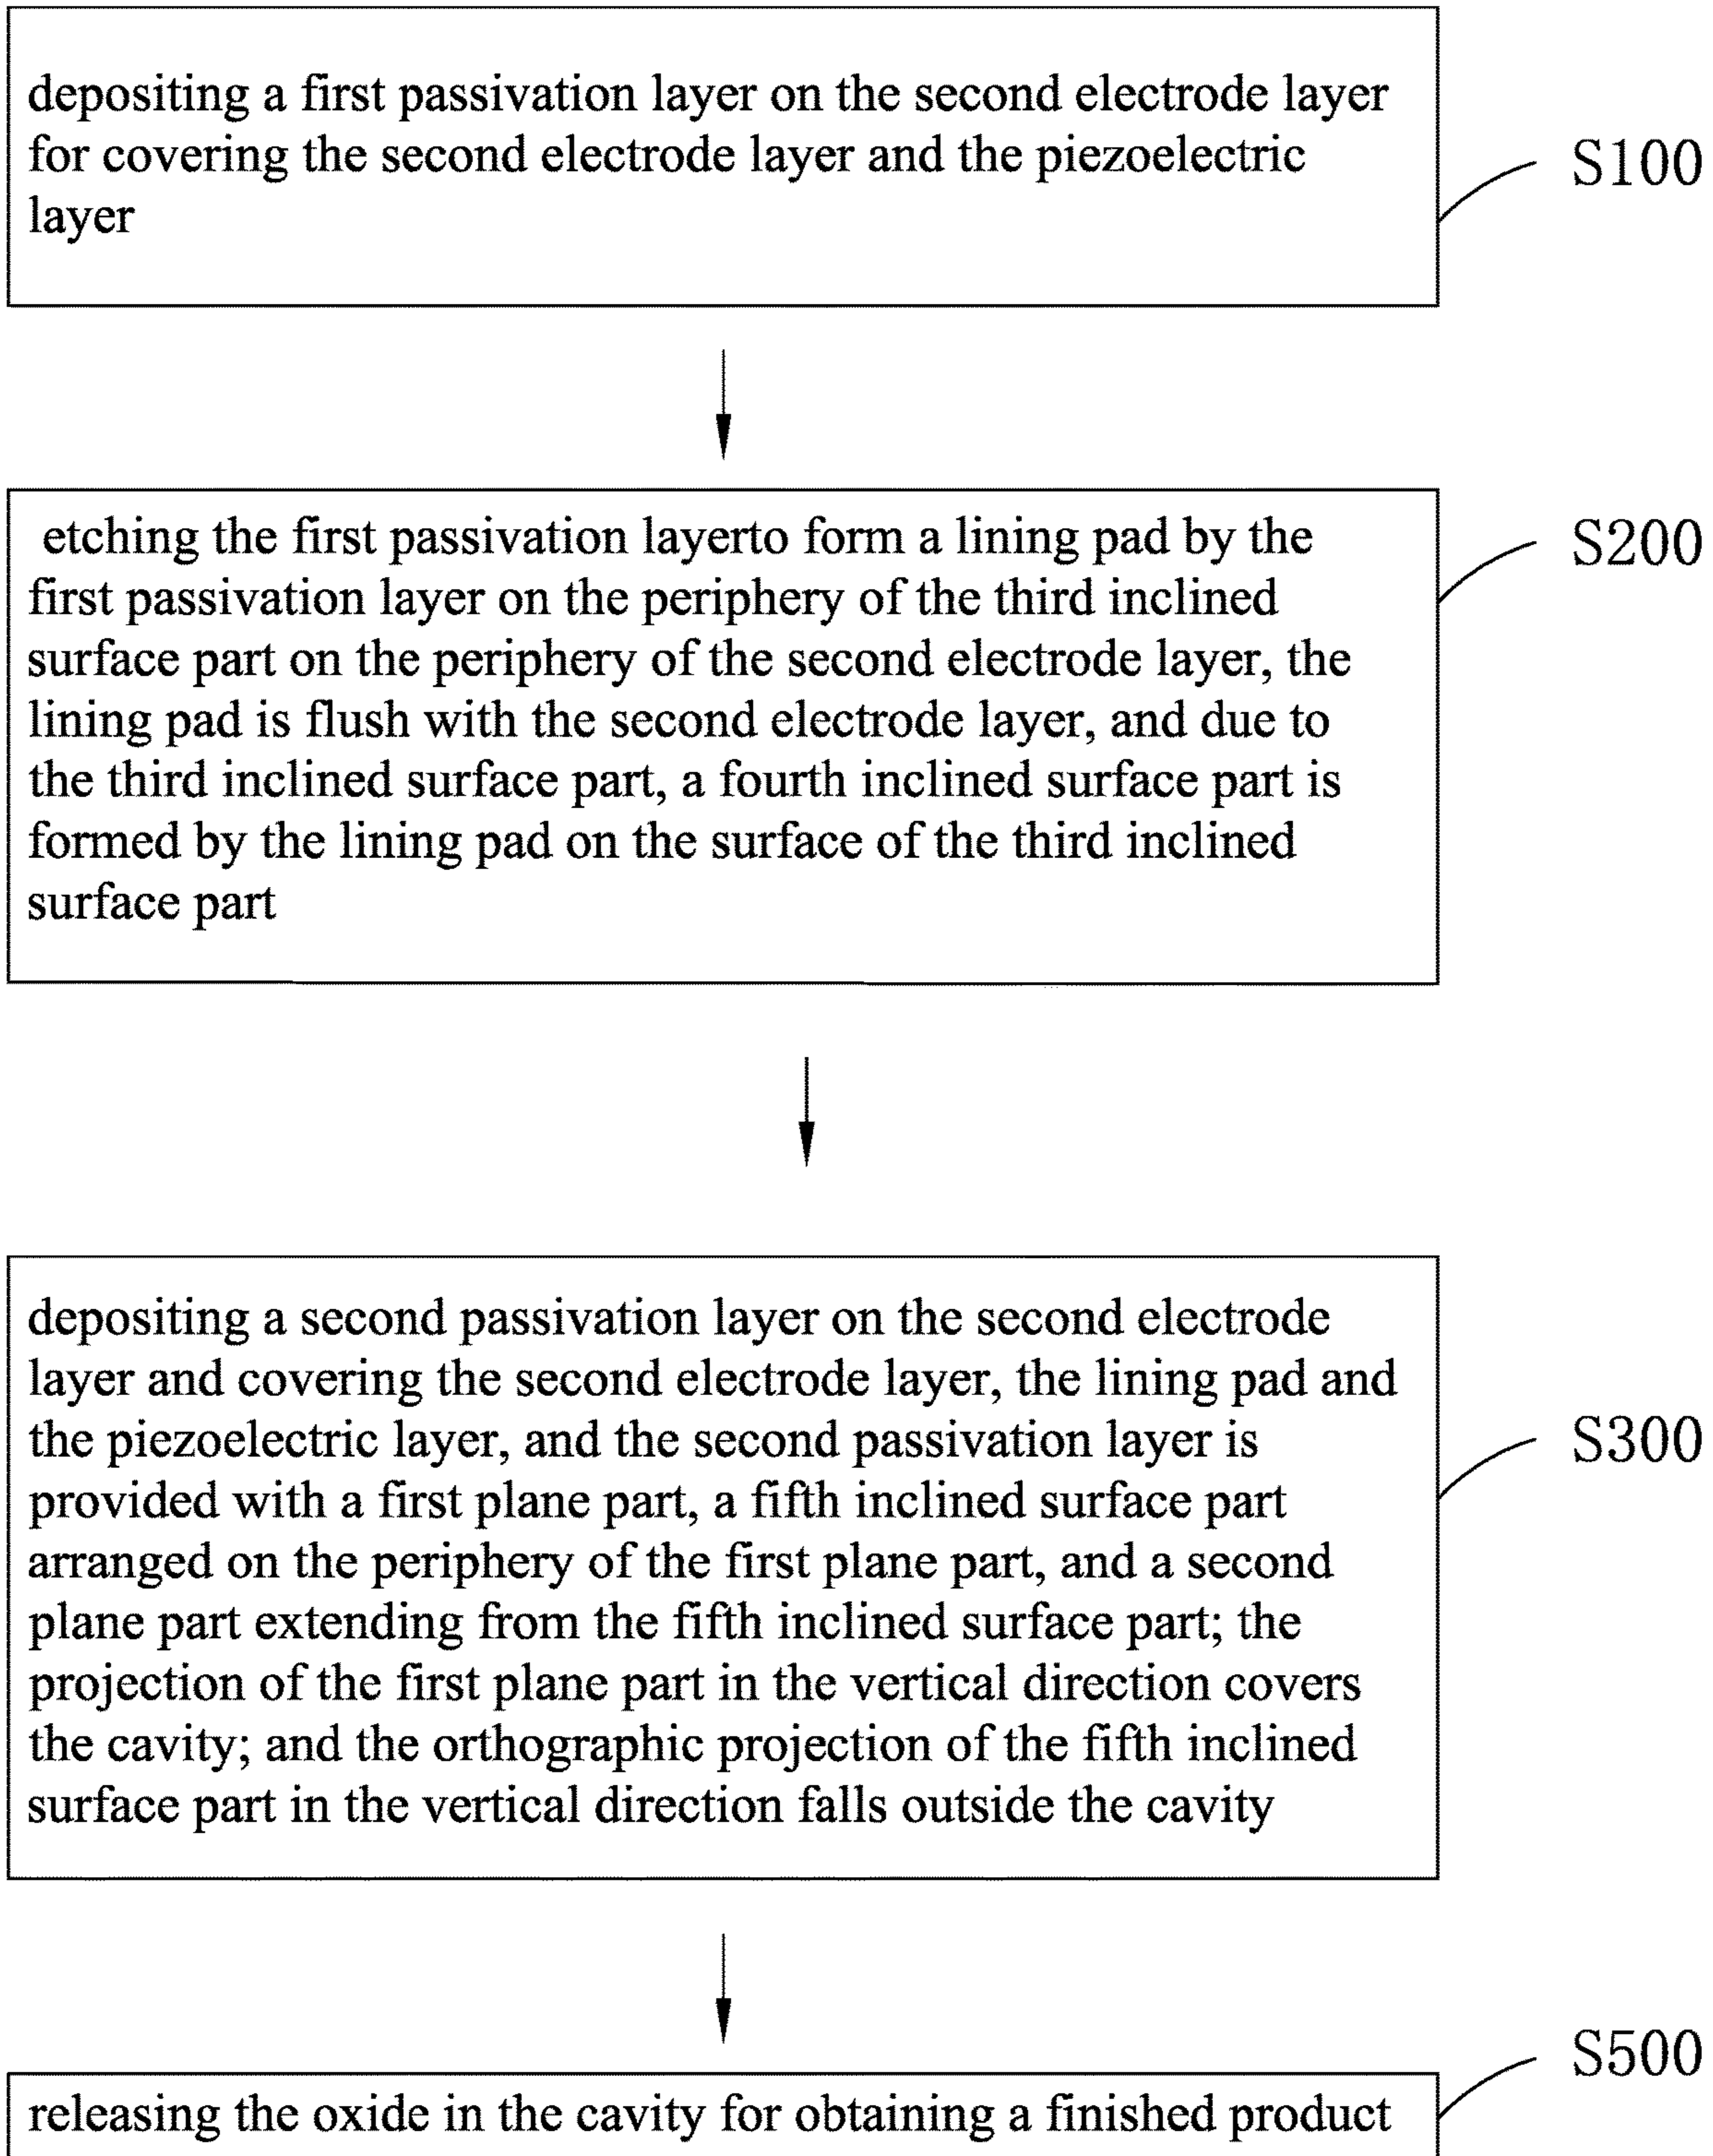 depositing a first passivation layer on the second electrode layer
for covering the second electrode layer and the piezoelectric
layer
S100
etching the first passivation layerto form a lining pad by the
first passivation layer on the periphery of the third inclined
surface part on the periphery of the second electrode layer, the
lining pad is flush with the second electrode layer, and due to
the third inclined surface part, a fourth inclined surface part is
formed by the lining pad on the surface of the third inclined
surface part
S200
depositing a second passivation layer on the second electrode
layer and covering the second electrode layer, the lining pad and
the piezoelectric layer, and the second passivation layer is
provided with a first plane part, a fifth inclined surface part
arranged on the periphery of the first plane part, and a second
plane part extending from the fifth inclined surface part; the
projection of the first plane part in the vertical direction covers
the cavity; and the orthographic projection of the fifth inclined
surface part in the vertical direction falls outside the cavity
S300
releasing the oxide in the cavity for obtaining a finished product
S500